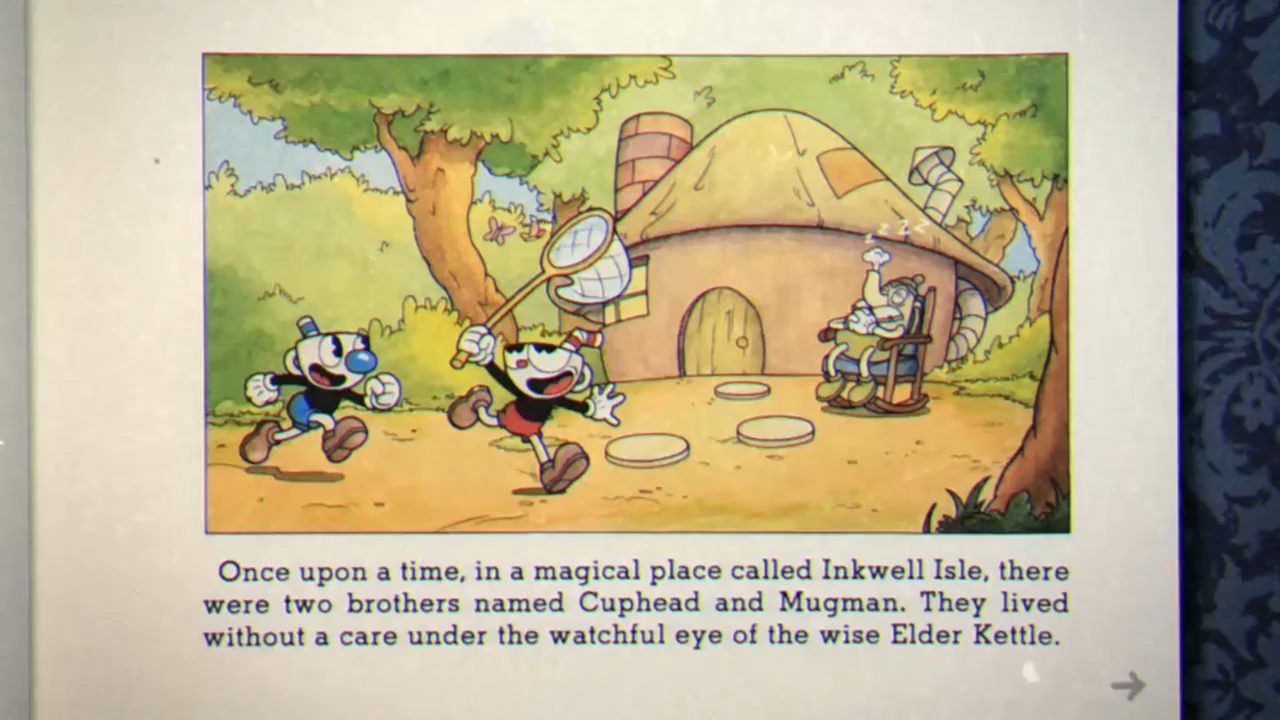 z z z z
Once upon a time, in a magical place called Inkwell Isle, there
were two brothers named Cuphead and Mugman. They lived
without a care under the watchful eye of the wise Elder Kettle.